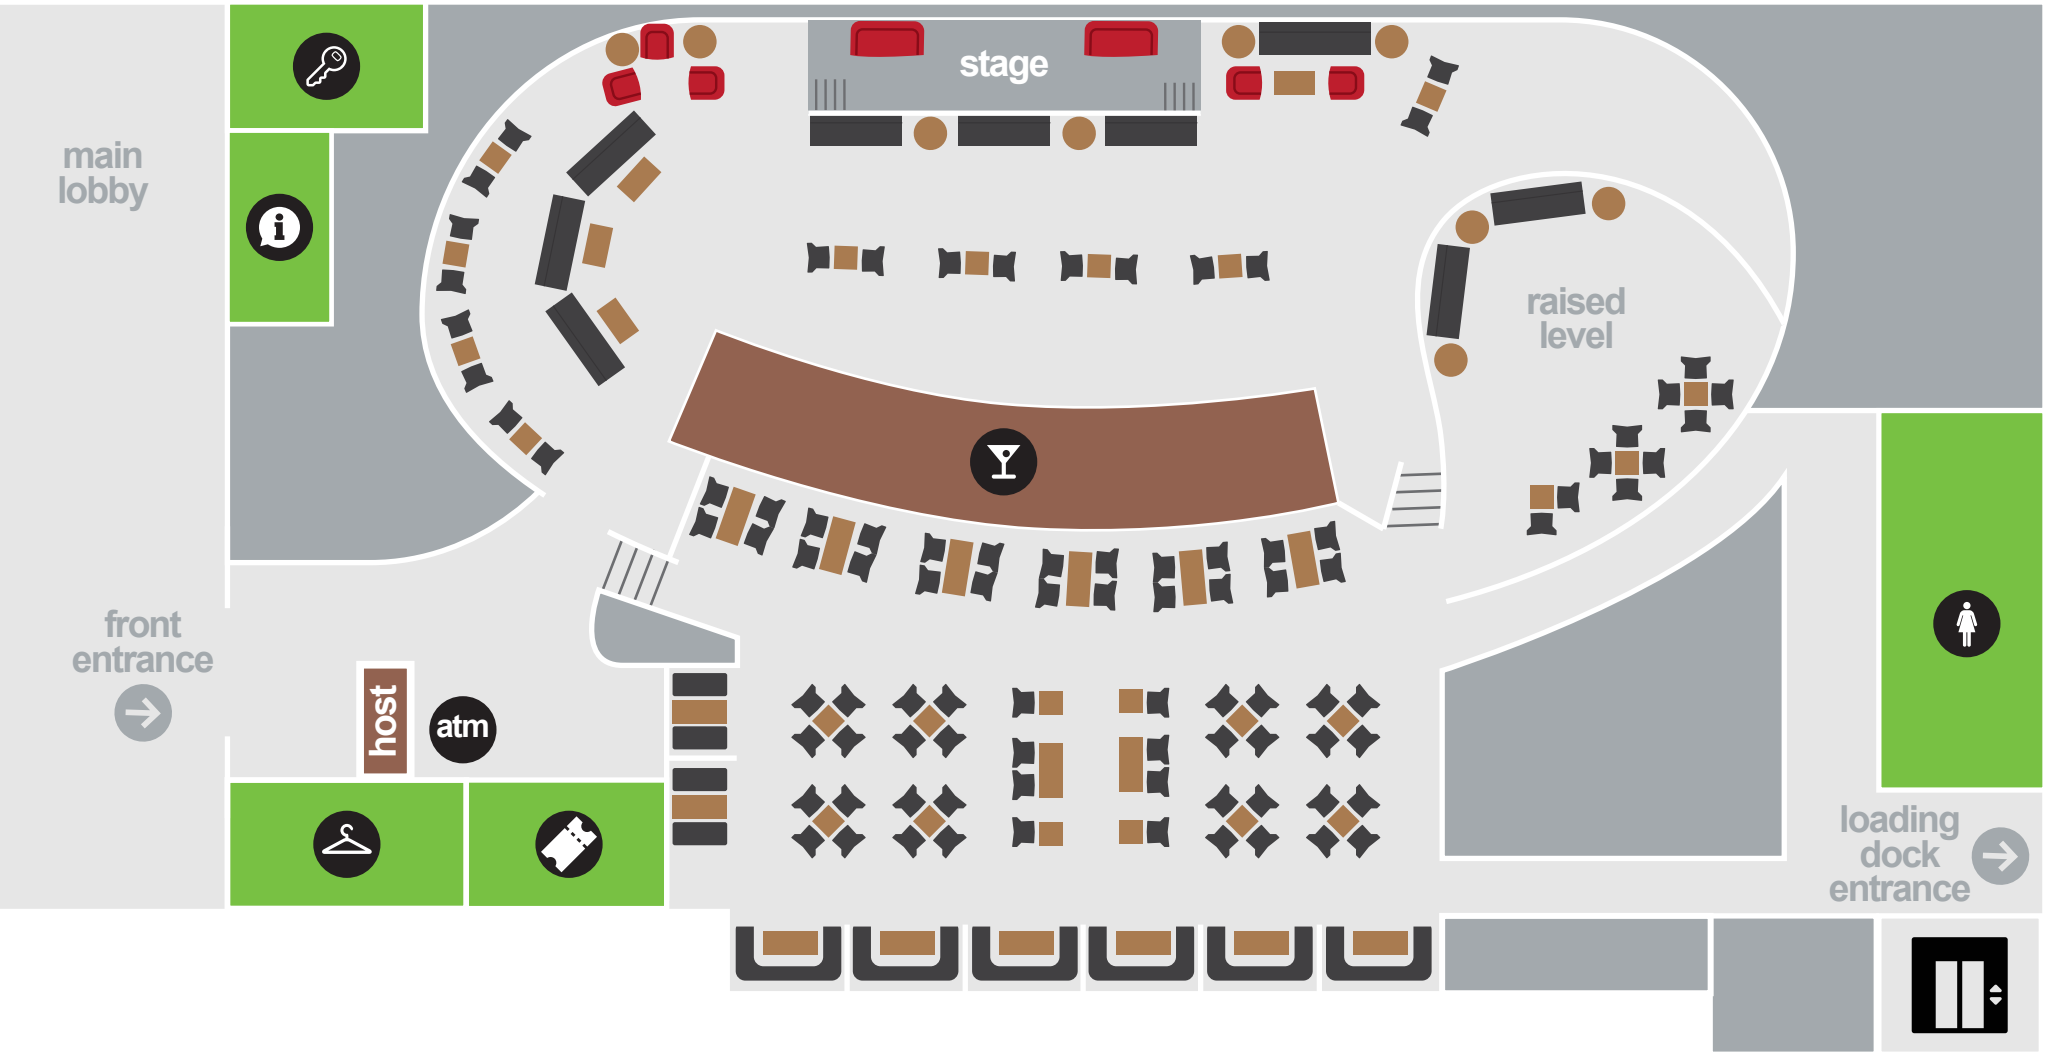 stage
main
lobby
raised
level
front
entrance
host
atm
loading
dock
entrance